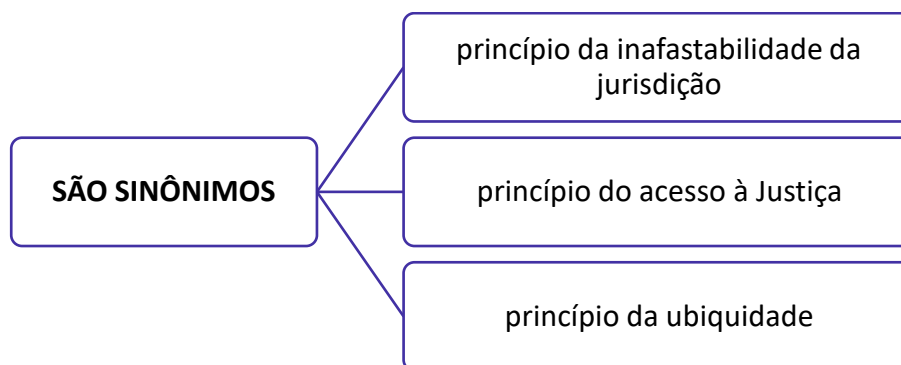 princípio da inafastabilidade da
jurisdição
SÃO SINÔNIMOS
princípio do acesso à Justiça
princípio da ubiquidade